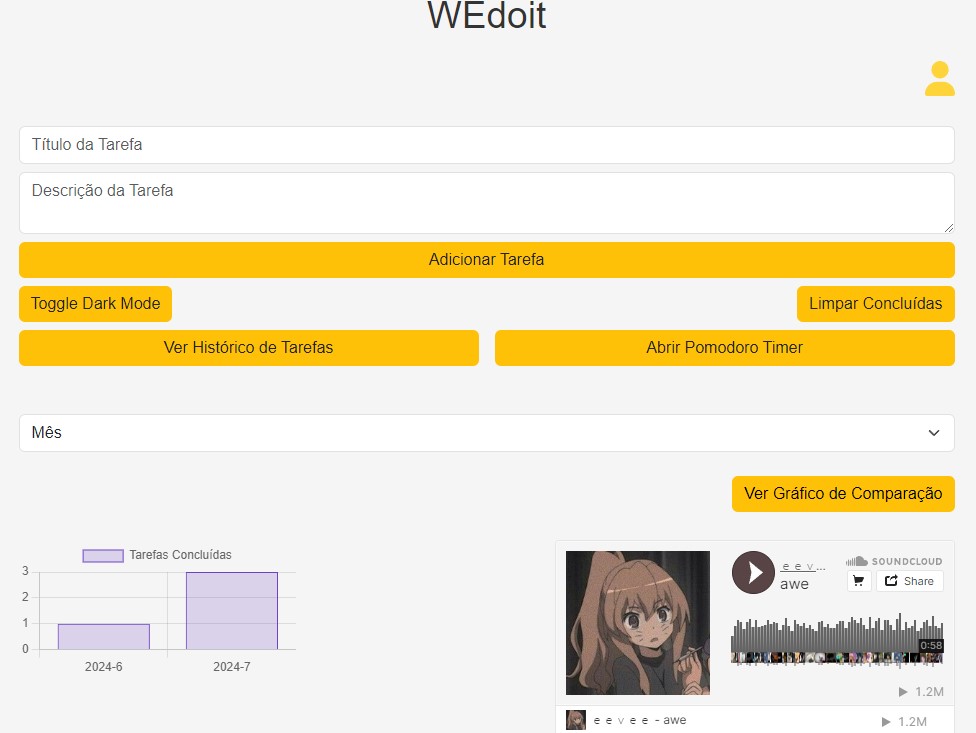 WEdoit
Título da Tarefa
Descrição da Tarefa
Adicionar Tarefa
Toggle Dark Mode
Limpar Concluídas
Ver Histórico de Tarefas
Abrir Pomodoro Timer
Mês
Ver Gráfico de Comparação
Tarefas Concluídas
3
2
1
0
2024-6
2024-7
e e v...
SOUNDCLOUD
awe
Share
0:58
1.2M
e e v e e - awe
1.2M